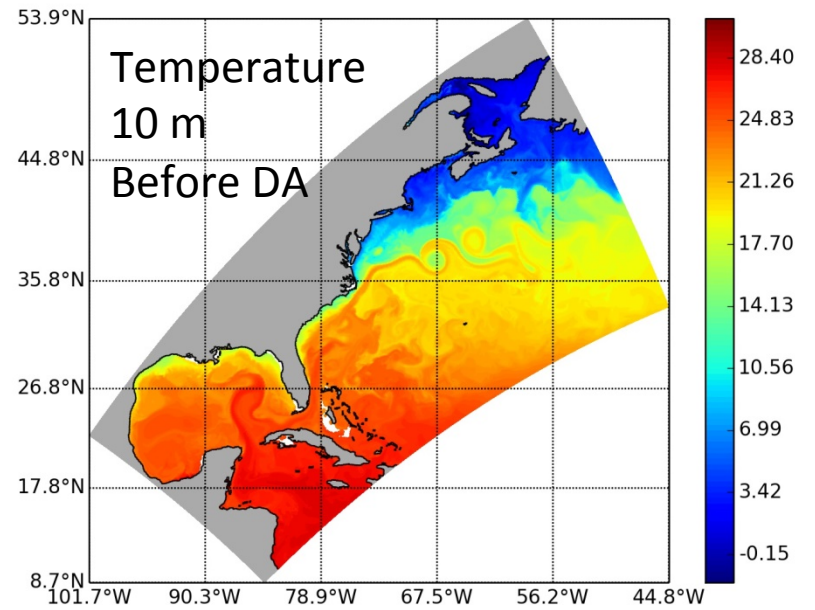 Temperature
10 m
Before DA
53.9°N
44.8°N
35.8°N
26.8°N
17.8°N
8.7°N
101.7°W 90.3°W 78.9°W 67.5°W 56.2°W 44.8°W
28.40
24.83
21.26
17.70
14.13
10.56
6.99
3.42
-0.15